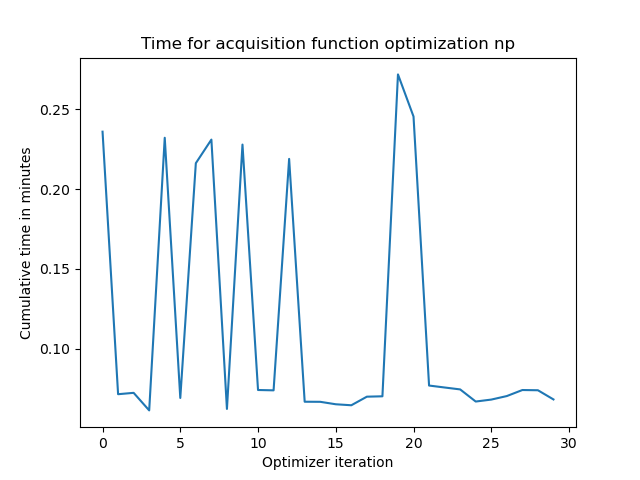 Time for acquisition function optimization np
Cumulative time in minutes
0.25
0.20
0.15
0.10
0 5 10 15 20 25 30
Optimizer iteration